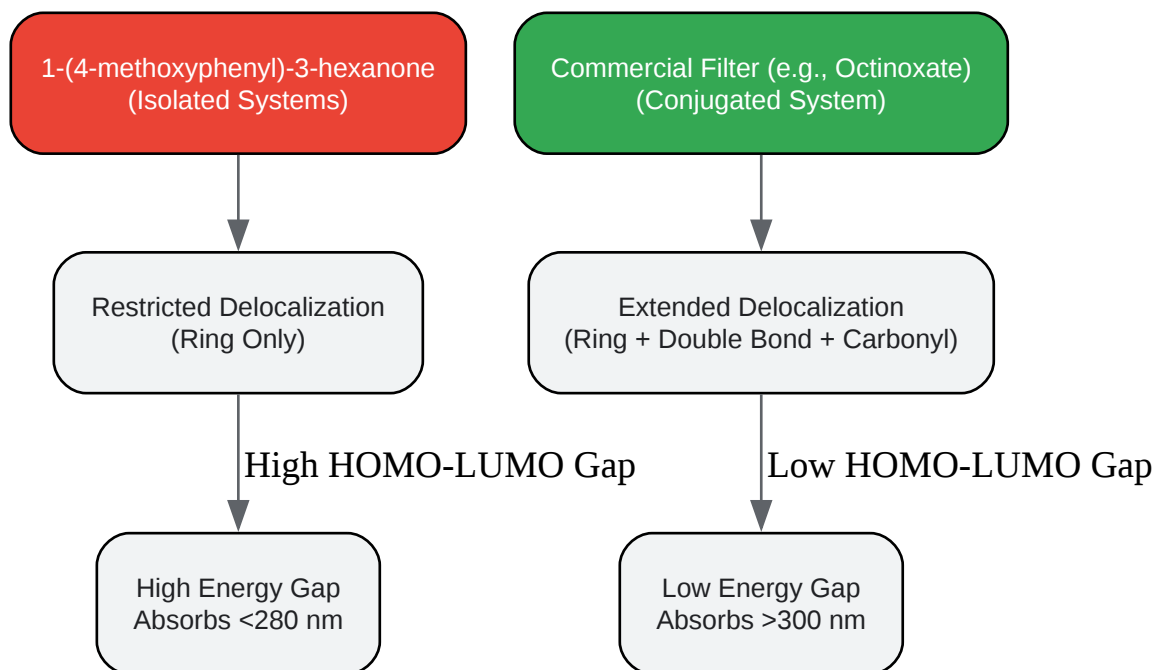 1-(4-methoxyphenyl)-3-hexanone
(Isolated Systems)
Commercial Filter (e.g., Octinoxate)
(Conjugated System)
Restricted Delocalization
(Ring Only)
Extended Delocalization
(Ring + Double Bond + Carbonyl)
High HOMO-LUMO Gap
Low HOMO-LUMO Gap
High Energy Gap
Absorbs <280 nm
Low Energy Gap
Absorbs >300 nm